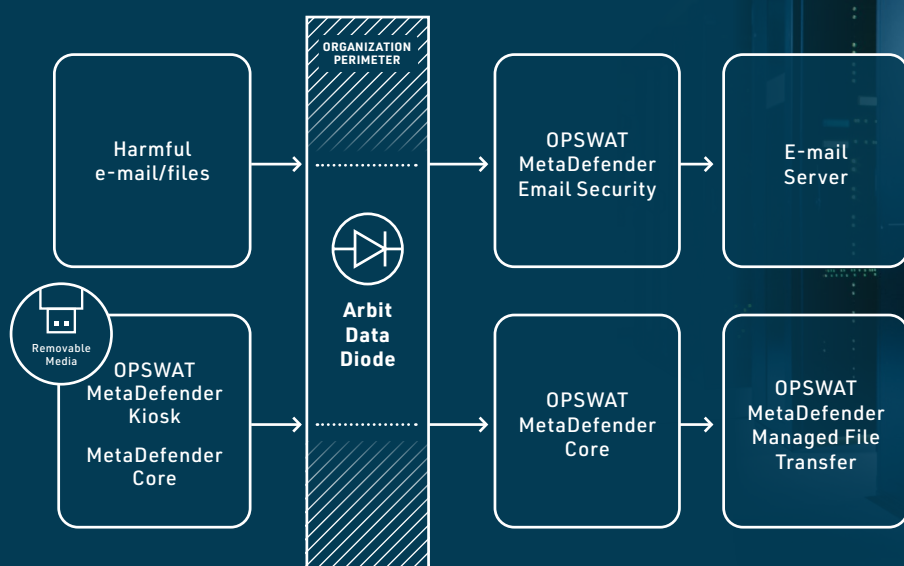 ORGANIZATION
PERIMETER
Harmful
e-mail/files
OPSWAT
MetaDefender
Email Security
E-mail
Server
Arbit
Data
Diode
Removable
Media
OPSWAT
MetaDefender
Kiosk
MetaDefender
Core
OPSWAT
MetaDefender
Core
OPSWAT
MetaDefender
Managed File
Transfer